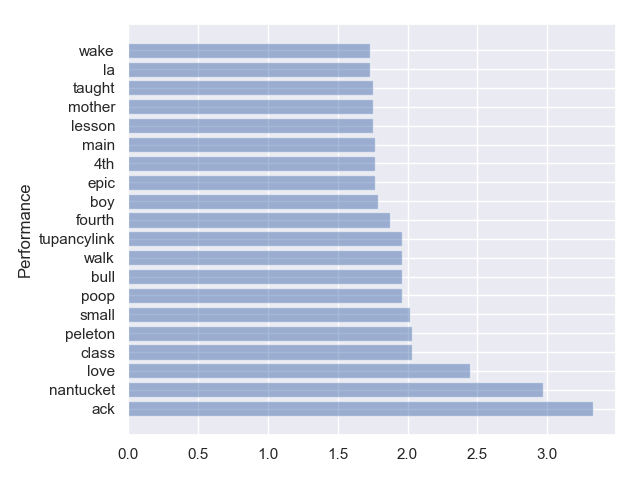 wake
la
taught
mother
lesson
main
4th
epic
boy
fourth
tupancylink
walk
bull
poop
small
peleton
class
love
nantucket
ack
Performance
0.0 0.5 1.0 1.5 2.0 2.5 3.0